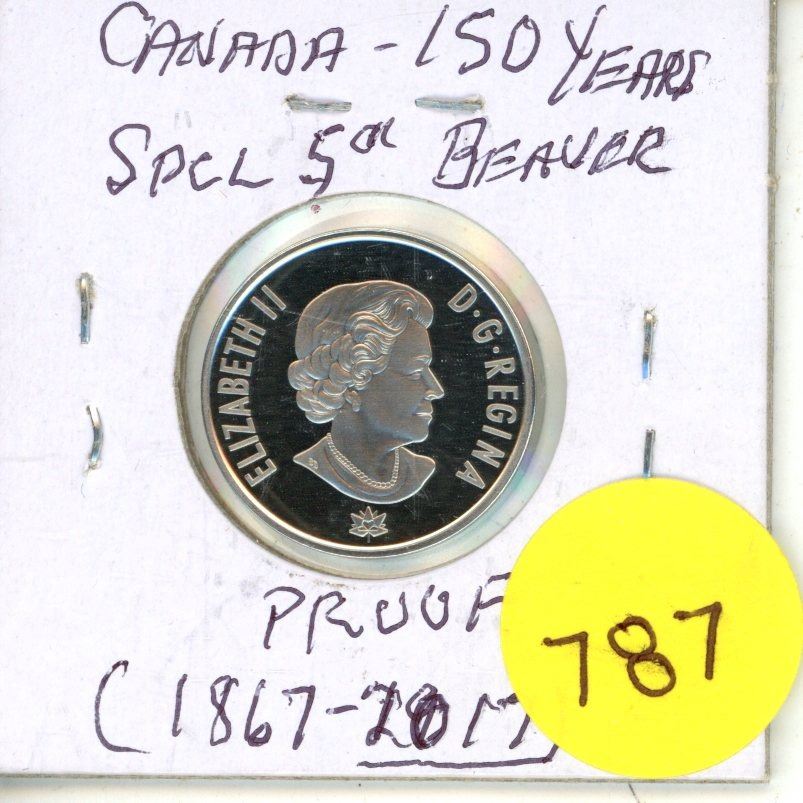 CANADA - 150 YEARS
SPCL 5¢ BEAVER
ELIZABETH II
D·G·REGINA
PROOF
(1867-2017)
787